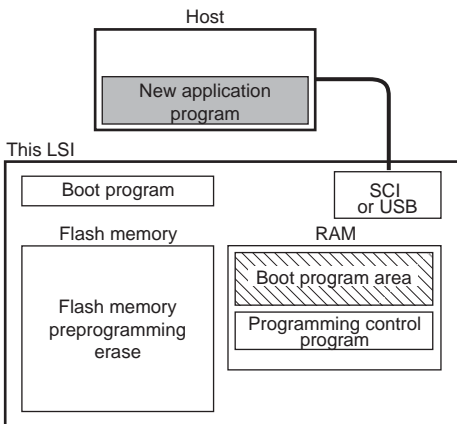 Host
New application
program
This LSI
Boot program
SCI
or USB
Flash memory
RAM
Flash memory
preprogramming
erase
Boot program area
Programming control
program